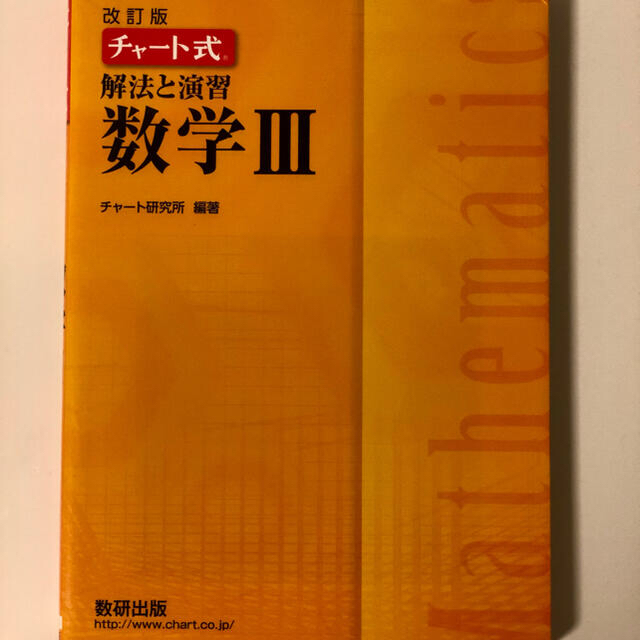 改訂版
チャート式®
解法と演習
数学III
チャート研究所 編著
Mathematics
数研出版
http://www.chart.co.jp/